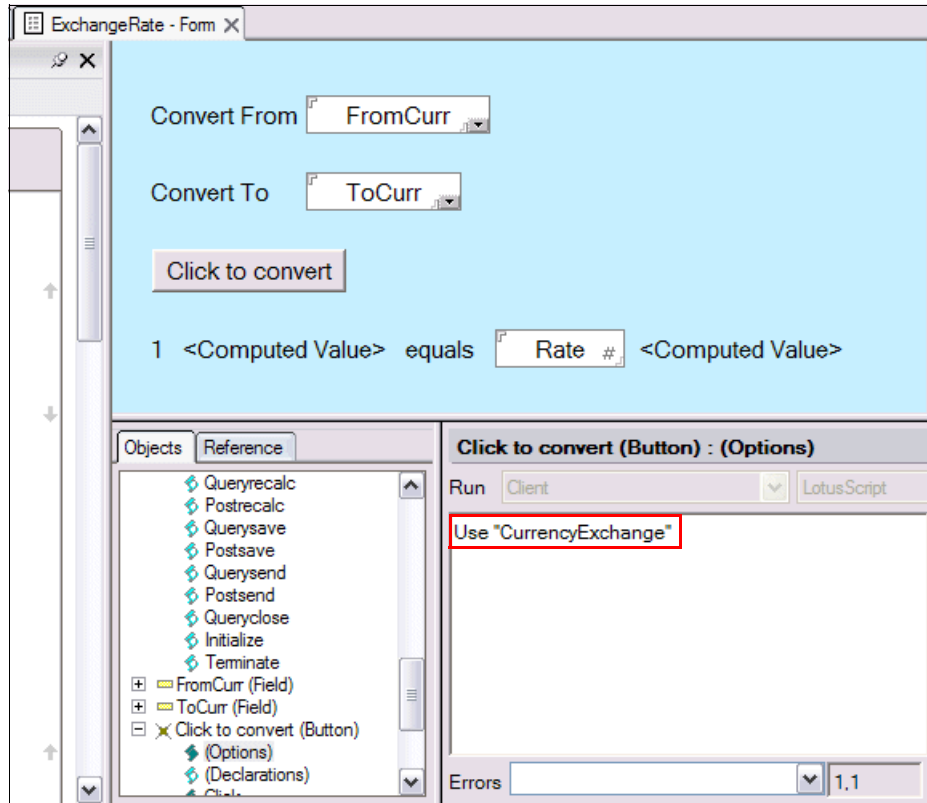 ExchangeRate - Form
Convert From FromCurr
Convert To ToCurr
Click to convert
1 <Computed Value> equals Rate # <Computed Value>
Objects Reference
Queryrecalc
Postrecalc
Querysave
Postsave
Querysend
Postsend
Queryclose
Initialize
Terminate
FromCurr (Field)
ToCurr (Field)
Click to convert (Button)
(Options)
(Declarations)
Click to convert (Button) : (Options)
Run Client LotusScript
Use "CurrencyExchange"
Errors 1,1